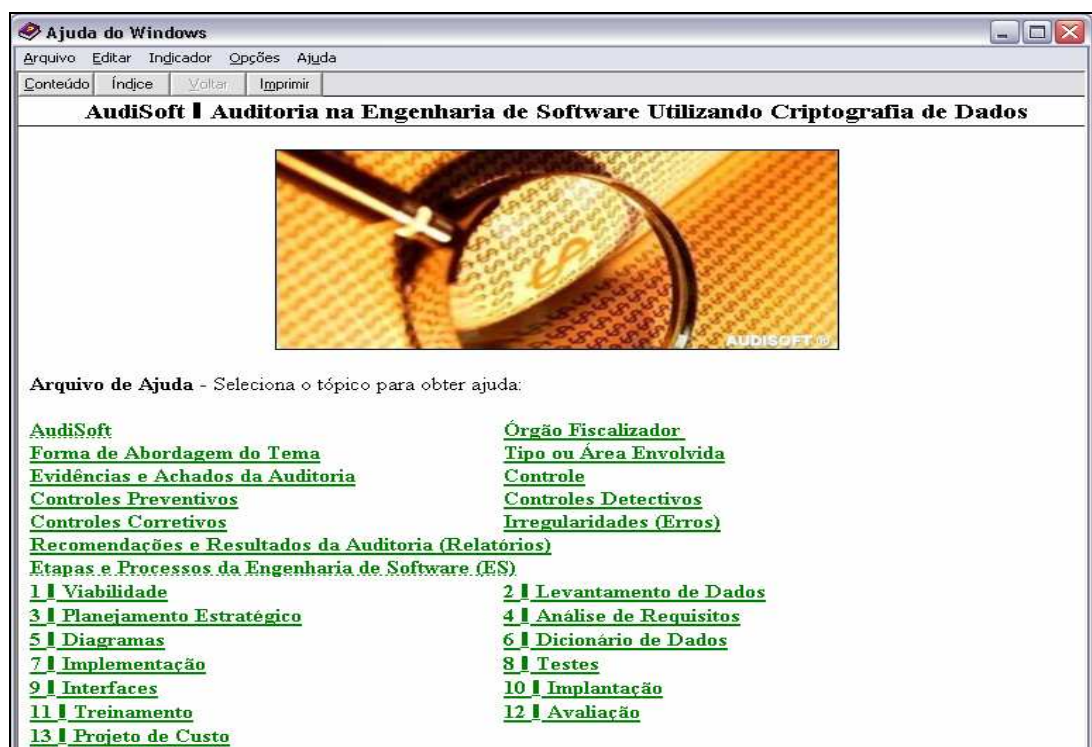 Ajuda do Windows
Arquivo Editar Indicador Opções Ajuda
Conteúdo Índice Voltar Imprimir
AudiSoft ▌ Auditoria na Engenharia de Software Utilizando Criptografia de Dados
AUDISOFT ®
Arquivo de Ajuda - Seleciona o tópico para obter ajuda:
AudiSoft Órgão Fiscalizador
Forma de Abordagem do Tema Tipo ou Área Envolvida
Evidências e Achados da Auditoria Controle
Controles Preventivos Controles Detectivos
Controles Corretivos Irregularidades (Erros)
Recomendações e Resultados da Auditoria (Relatórios)
Etapas e Processos da Engenharia de Software (ES)
1 ▌ Viabilidade 2 ▌ Levantamento de Dados
3 ▌ Planejamento Estratégico 4 ▌ Análise de Requisitos
5 ▌ Diagramas 6 ▌ Dicionário de Dados
7 ▌ Implementação 8 ▌ Testes
9 ▌ Interfaces 10 ▌ Implantação
11 ▌ Treinamento 12 ▌ Avaliação
13 ▌ Projeto de Custo